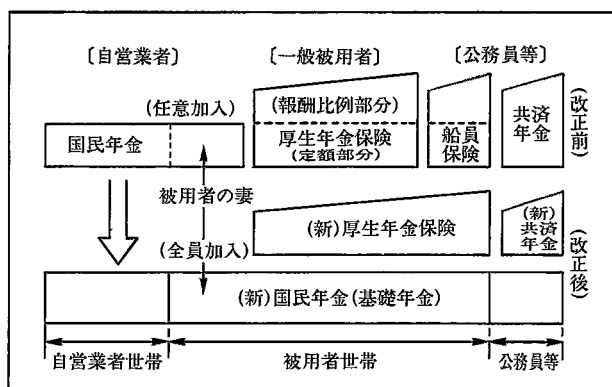 〔自営業者〕
〔一般被用者〕
〔公務員等〕
(任意加入)
国民年金
(報酬比例部分)
厚生年金保険
(定額部分)
船員
保険
共済
年金
(改正前)
被用者の妻
(全員加入)
(新)厚生年金保険
(新)
共済
年金
(改正後)
(新)国民年金(基礎年金)
自営業者世帯
被用者世帯
公務員等